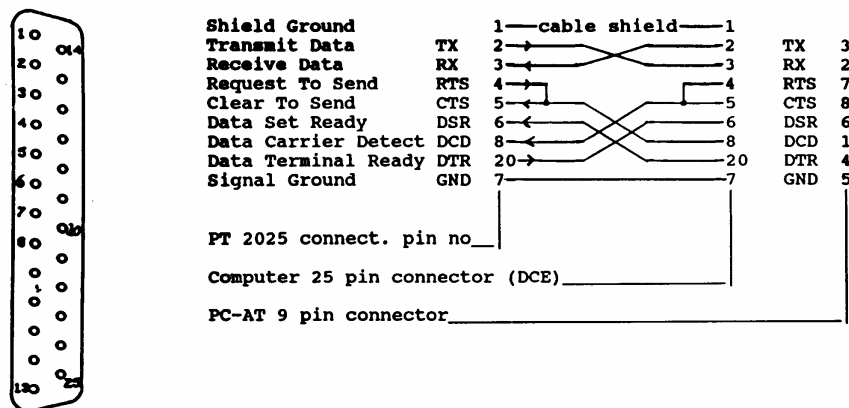 Shield Ground 1 cable shield 1
Transmit Data TX 2 2 TX 3
Receive Data RX 3 3 RX 2
Request To Send RTS 4 4 RTS 7
Clear To Send CTS 5 5 CTS 8
Data Set Ready DSR 6 6 DSR 6
Data Carrier Detect DCD 8 8 DCD 1
Data Terminal Ready DTR 20 20 DTR 4
Signal Ground GND 7 7 GND 5
PT 2025 connect. pin no
Computer 25 pin connector (DCE)
PC-AT 9 pin connector
1
14
2
3
4
5
6
7
8
20
13
25